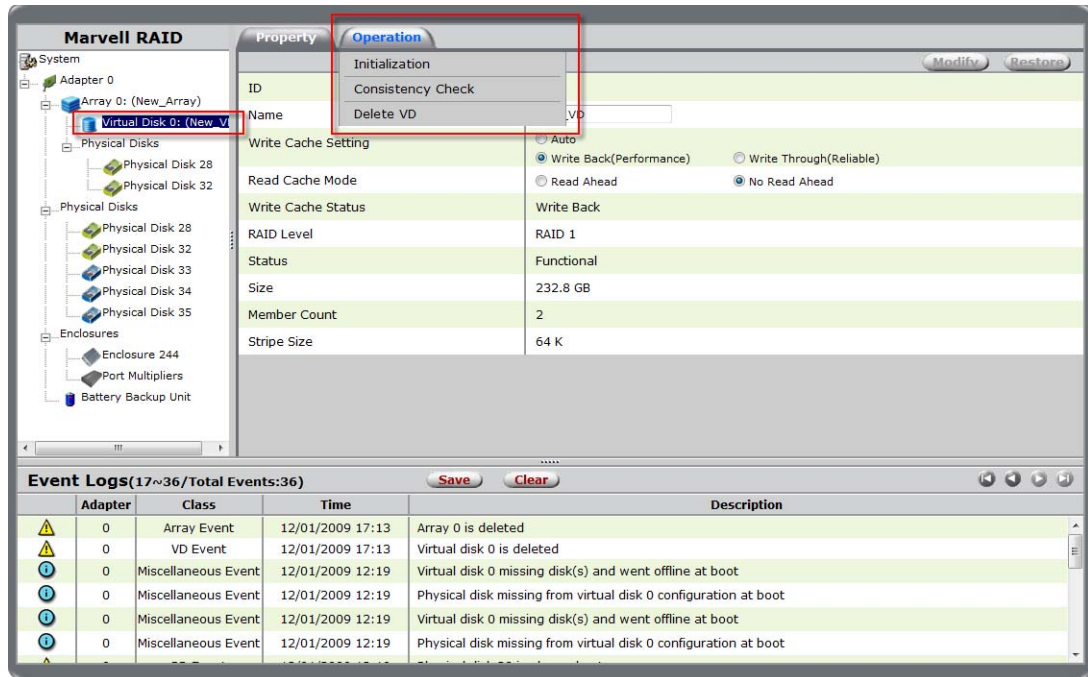 Marvell RAID
Property Operation
System
Adapter 0
Array 0: (New_Array)
Virtual Disk 0: (New_V
Physical Disks
Physical Disk 28
Physical Disk 32
Physical Disks
Physical Disk 28
Physical Disk 32
Physical Disk 33
Physical Disk 34
Physical Disk 35
Enclosures
Enclosure 244
Port Multipliers
Battery Backup Unit
Initialization
Consistency Check
Delete VD
Modify Restore
ID
Name VD
Write Cache Setting Auto
Write Back(Performance) Write Through(Reliable)
Read Cache Mode Read Ahead No Read Ahead
Write Cache Status Write Back
RAID Level RAID 1
Status Functional
Size 232.8 GB
Member Count 2
Stripe Size 64 K
Event Logs(17~36/Total Events:36) Save Clear
Adapter Class Time Description
0 Array Event 12/01/2009 17:13 Array 0 is deleted
0 VD Event 12/01/2009 17:13 Virtual disk 0 is deleted
0 Miscellaneous Event 12/01/2009 12:19 Virtual disk 0 missing disk(s) and went offline at boot
0 Miscellaneous Event 12/01/2009 12:19 Physical disk missing from virtual disk 0 configuration at boot
0 Miscellaneous Event 12/01/2009 12:19 Virtual disk 0 missing disk(s) and went offline at boot
0 Miscellaneous Event 12/01/2009 12:19 Physical disk missing from virtual disk 0 configuration at boot